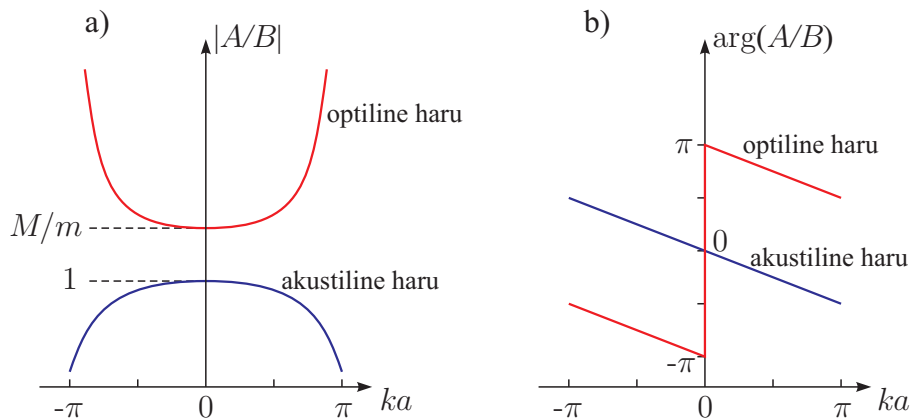 a)
|A/B|
optiline haru
M/m
1
akustiline haru
-π
0
π
ka
b)
arg(A/B)
π
optiline haru
0
akustiline haru
-π
-π
0
π
ka